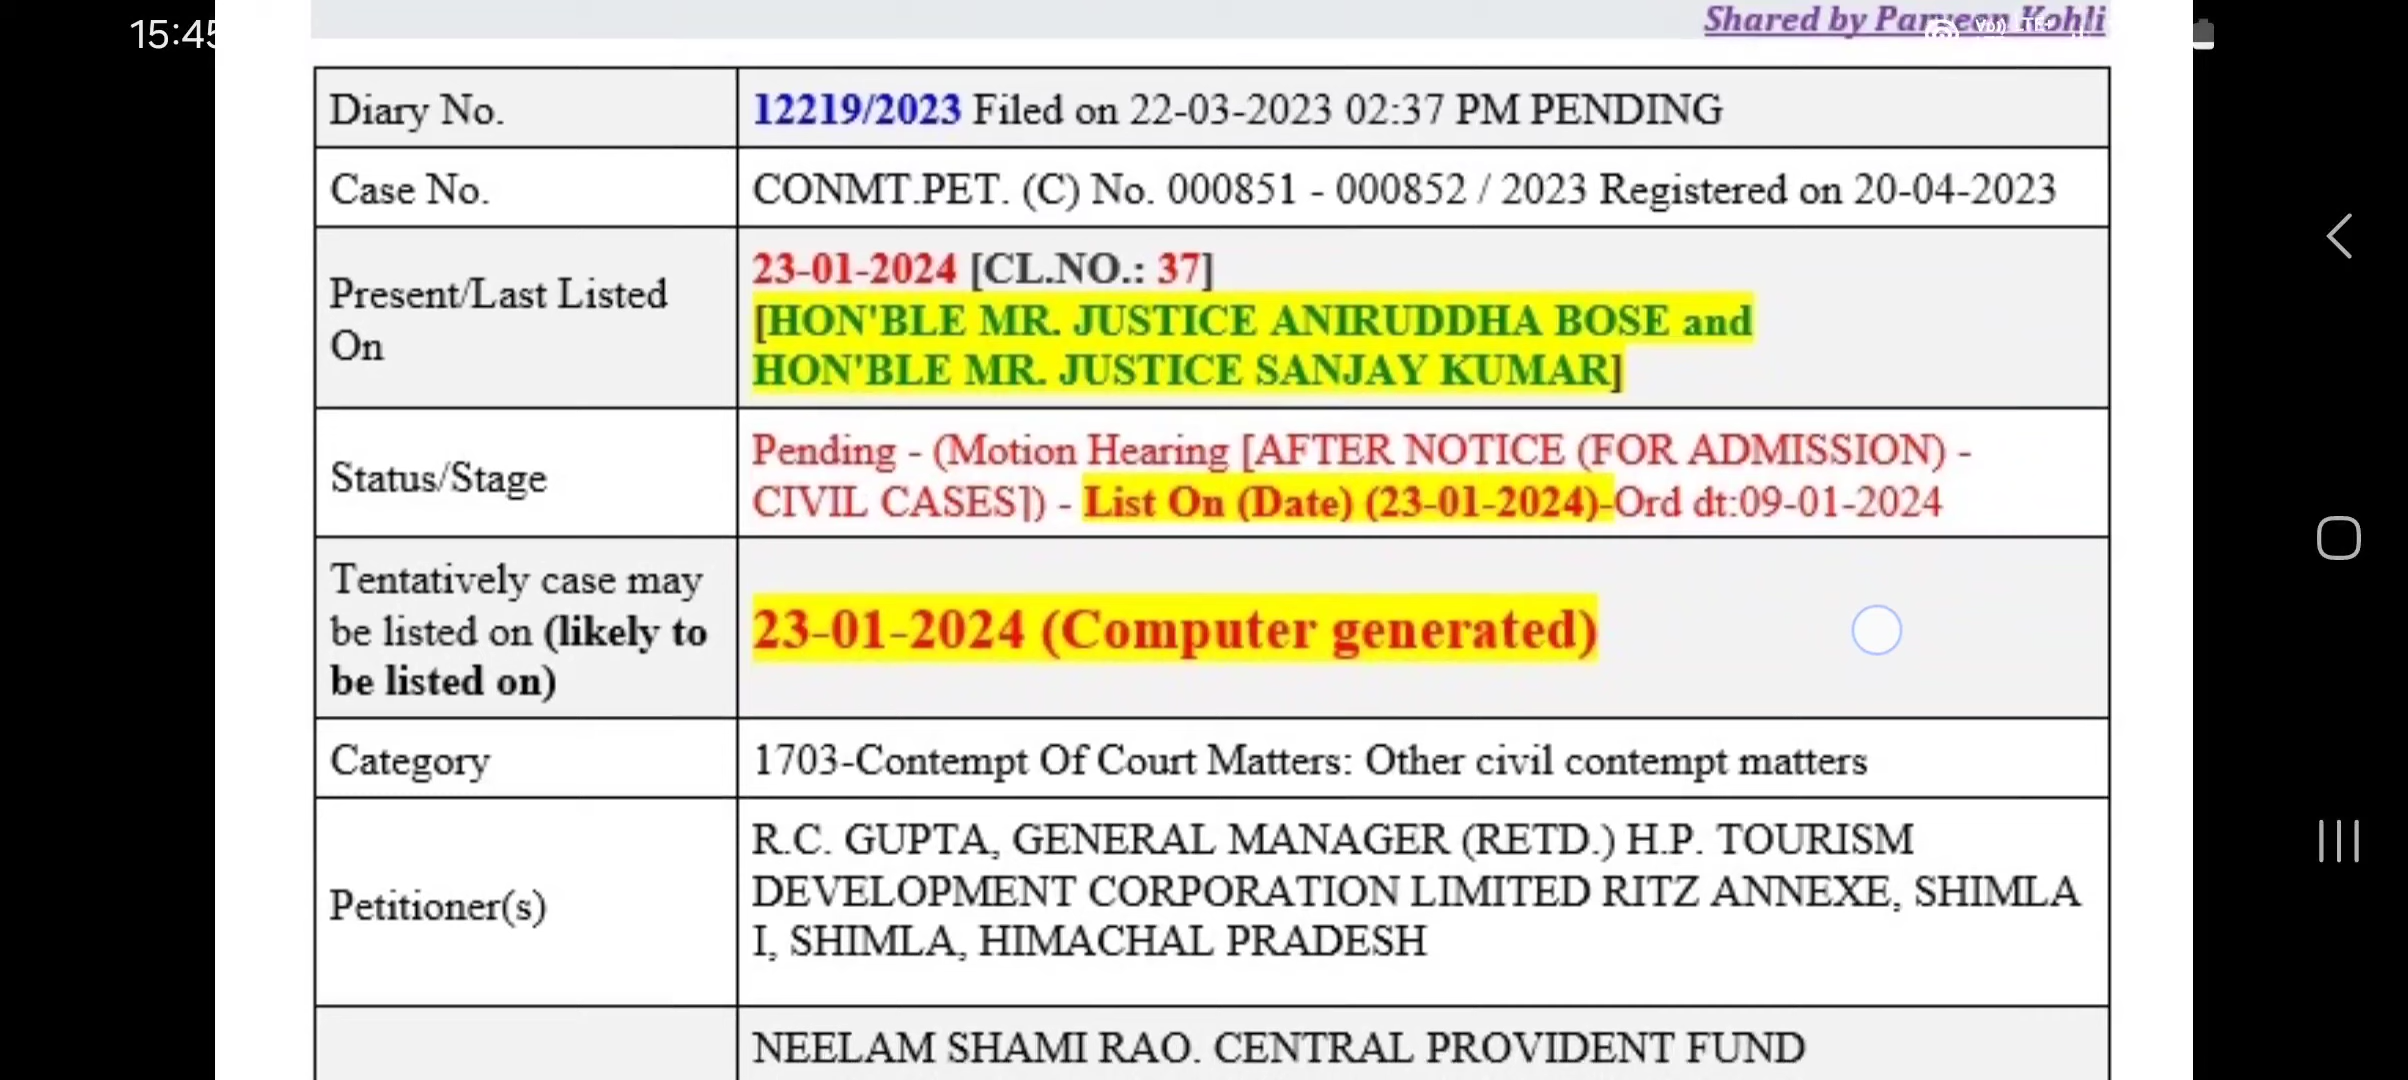 15:45
Shared by Parveen Kohli
Diary No.
12219/2023 Filed on 22-03-2023 02:37 PM PENDING
Case No.
CONMT.PET. (C) No. 000851 - 000852 / 2023 Registered on 20-04-2023
Present/Last Listed
On
23-01-2024 [CL.NO.: 37]
[HON'BLE MR. JUSTICE ANIRUDDHA BOSE and
HON'BLE MR. JUSTICE SANJAY KUMAR]
Status/Stage
Pending - (Motion Hearing [AFTER NOTICE (FOR ADMISSION) -
CIVIL CASES]) - List On (Date) (23-01-2024)-Ord dt:09-01-2024
Tentatively case may
be listed on (likely to
be listed on)
23-01-2024 (Computer generated)
Category
1703-Contempt Of Court Matters: Other civil contempt matters
Petitioner(s)
R.C. GUPTA, GENERAL MANAGER (RETD.) H.P. TOURISM
DEVELOPMENT CORPORATION LIMITED RITZ ANNEXE, SHIMLA
I, SHIMLA, HIMACHAL PRADESH
NEELAM SHAMI RAO. CENTRAL PROVIDENT FUND